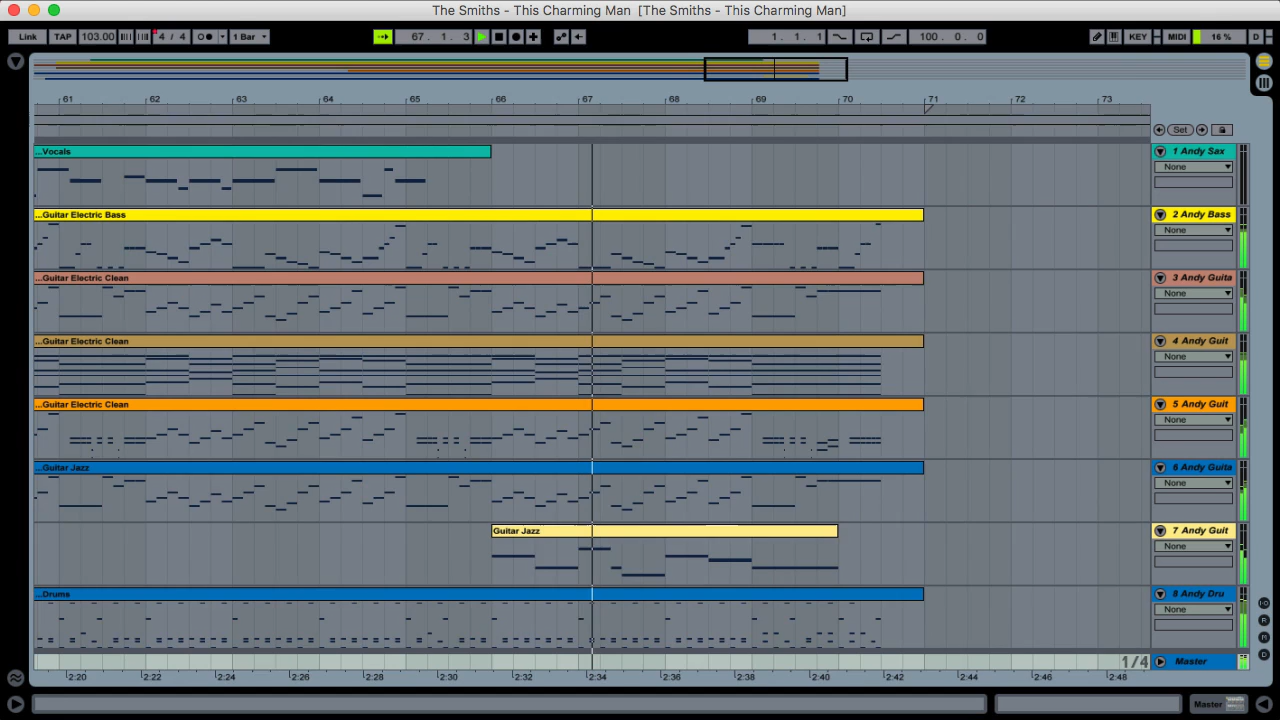 The Smiths - This Charming Man [The Smiths - This Charming Man]
Link TAP 103.00 4 / 4 1 Bar 67. 1. 3 1. 1. 1 100. 0. 0 KEY MIDI 16 % D
61 62 63 64 65 66 67 68 69 70 71 72 73
Set
...Vocals 1 Andy Sax
None
...Guitar Electric Bass 2 Andy Bass
None
...Guitar Electric Clean 3 Andy Guita
None
...Guitar Electric Clean 4 Andy Guit
None
...Guitar Electric Clean 5 Andy Guit
None
...Guitar Jazz 6 Andy Guita
None
Guitar Jazz 7 Andy Guit
None
...Drums 8 Andy Dru
None
I·O
R
M
D
1/4 Master
2:20 2:22 2:24 2:26 2:28 2:30 2:32 2:34 2:36 2:38 2:40 2:42 2:44 2:46 2:48
Master